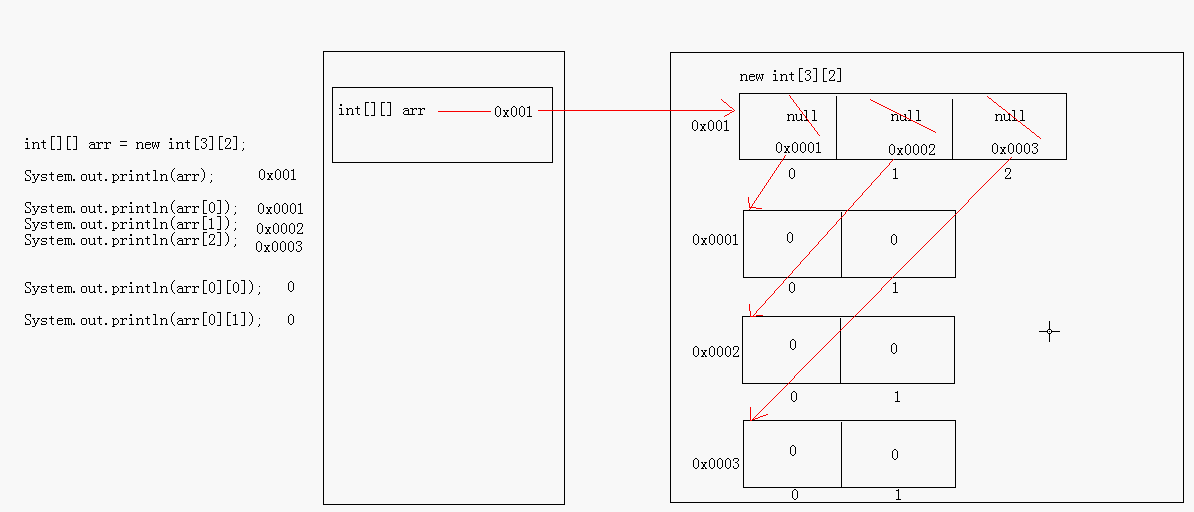 int[][] arr = new int[3][2];
System.out.println(arr); 0x001
System.out.println(arr[0]); 0x0001
System.out.println(arr[1]); 0x0002
System.out.println(arr[2]); 0x0003
System.out.println(arr[0][0]); 0
System.out.println(arr[0][1]); 0
int[][] arr 0x001
new int[3][2]
0x001
null null null
0x0001 0x0002 0x0003
0 1 2
0x0001 0 0
0 1
0x0002 0 0
0 1
0x0003 0 0
0 1